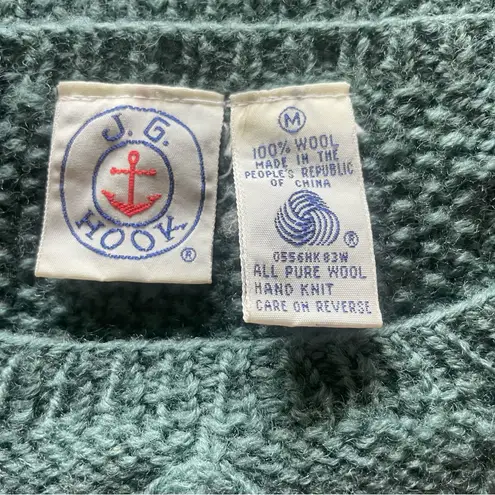 J. G.
HOOK
®
M
100% WOOL
MADE IN THE
PEOPLE'S REPUBLIC
OF CHINA
®
0556HK83W
ALL PURE WOOL
HAND KNIT
CARE ON REVERSE